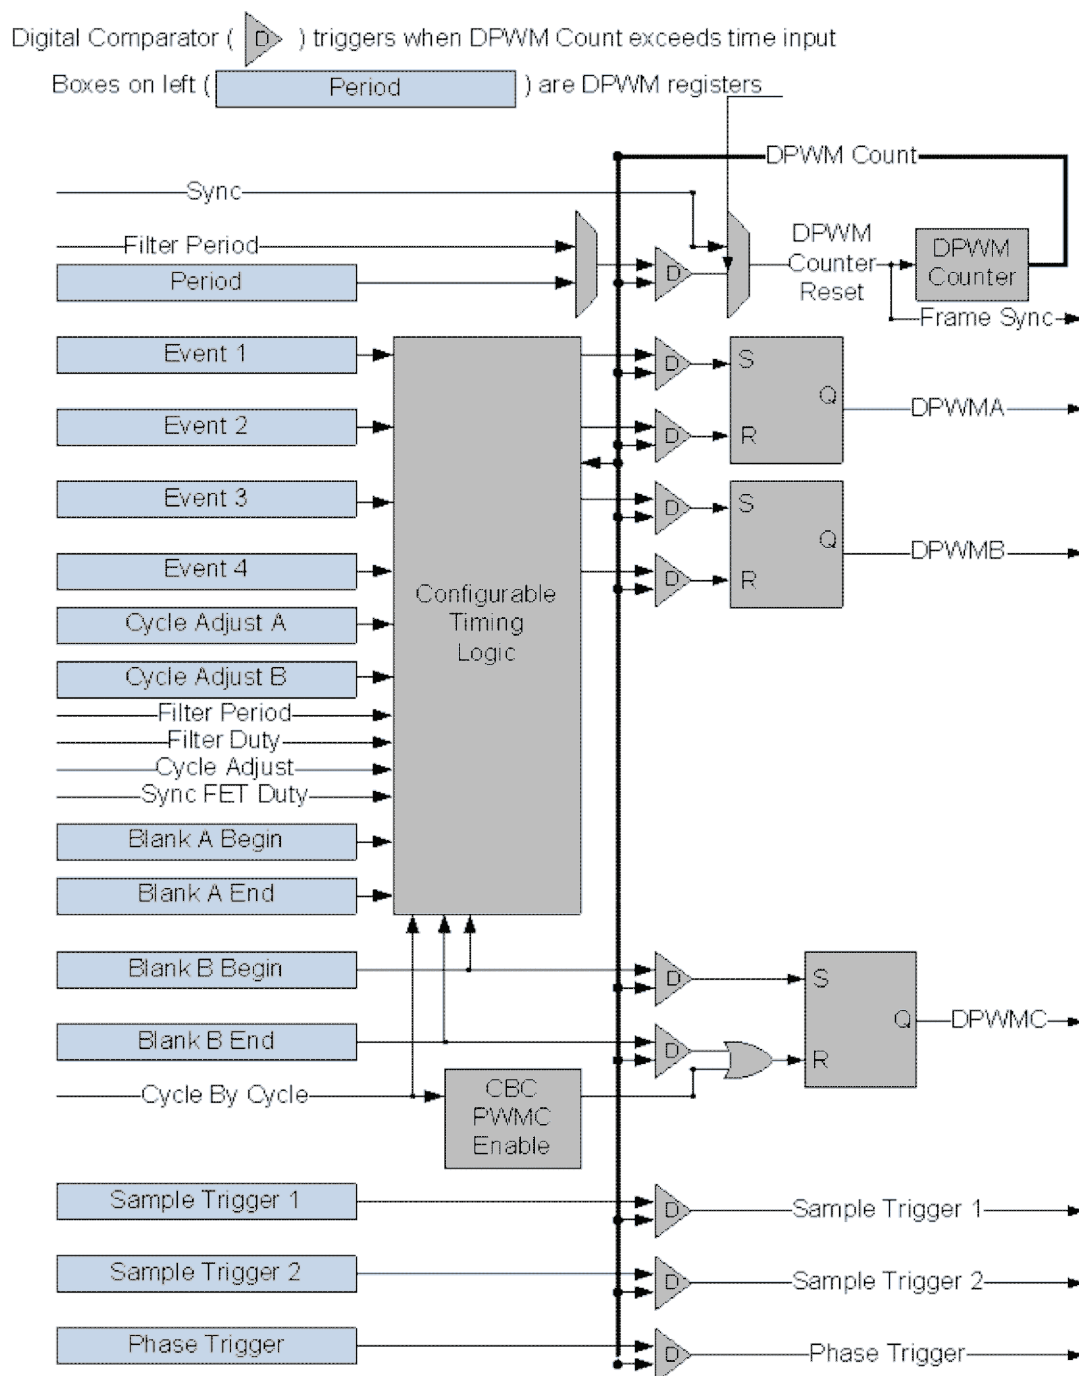 Digital Comparator ( D ) triggers when DPWM Count exceeds time input
Boxes on left ( Period ) are DPWM registers
DPWM Count
Sync
Filter Period
Period
D
DPWM
Counter
Reset
DPWM
Counter
Frame Sync
Event 1
D
S
Q
DPWMA
Event 2
D
R
Event 3
D
S
Q
DPWMB
Event 4
D
R
Configurable
Timing
Logic
Cycle Adjust A
Cycle Adjust B
Filter Period
Filter Duty
Cycle Adjust
Sync FET Duty
Blank A Begin
Blank A End
Blank B Begin
D
S
Q
DPWMC
Blank B End
D
R
Cycle By Cycle
CBC
PWMC
Enable
Sample Trigger 1
D
Sample Trigger 1
Sample Trigger 2
D
Sample Trigger 2
Phase Trigger
D
Phase Trigger